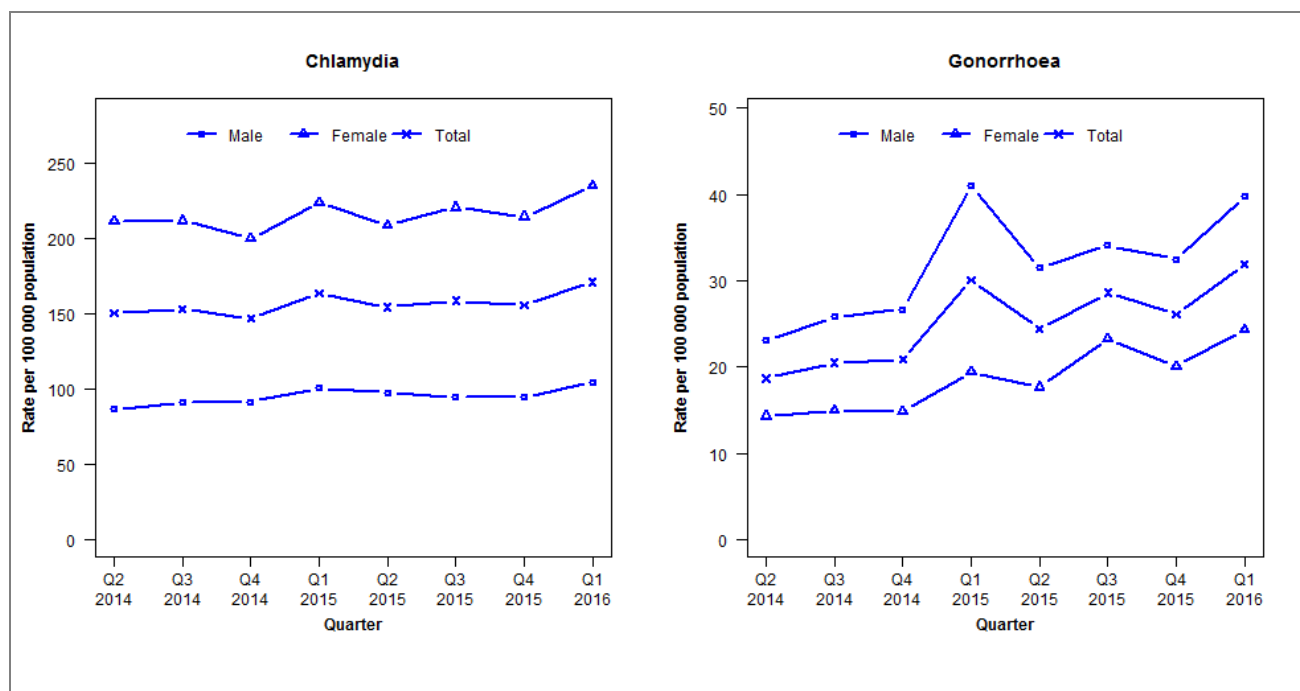 Chlamydia
Male Female Total
250
200
150
100
50
0
Rate per 100 000 population
Q2 Q3 Q4 Q1 Q2 Q3 Q4 Q1
2014 2014 2014 2015 2015 2015 2015 2016
Quarter
Gonorrhoea
Male Female Total
50
40
30
20
10
0
Rate per 100 000 population
Q2 Q3 Q4 Q1 Q2 Q3 Q4 Q1
2014 2014 2014 2015 2015 2015 2015 2016
Quarter